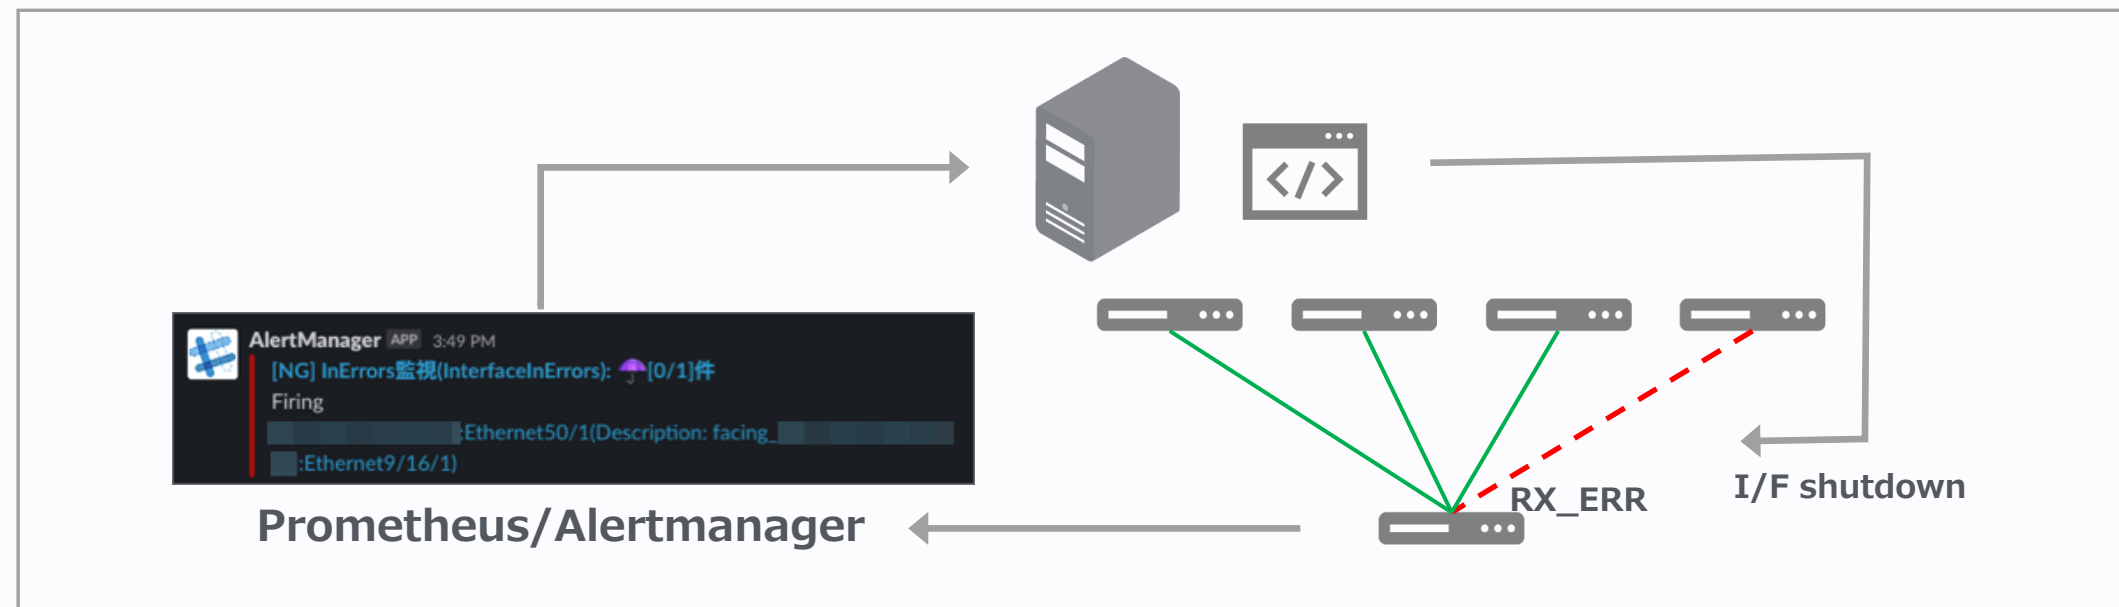 AlertManager APP 3:49 PM
[NG] InErrors監視(InterfaceInErrors): ☂[0/1]件
Firing
:Ethernet50/1(Description: facing_
:Ethernet9/16/1)
Prometheus/Alertmanager
</>
RX_ERR
I/F shutdown